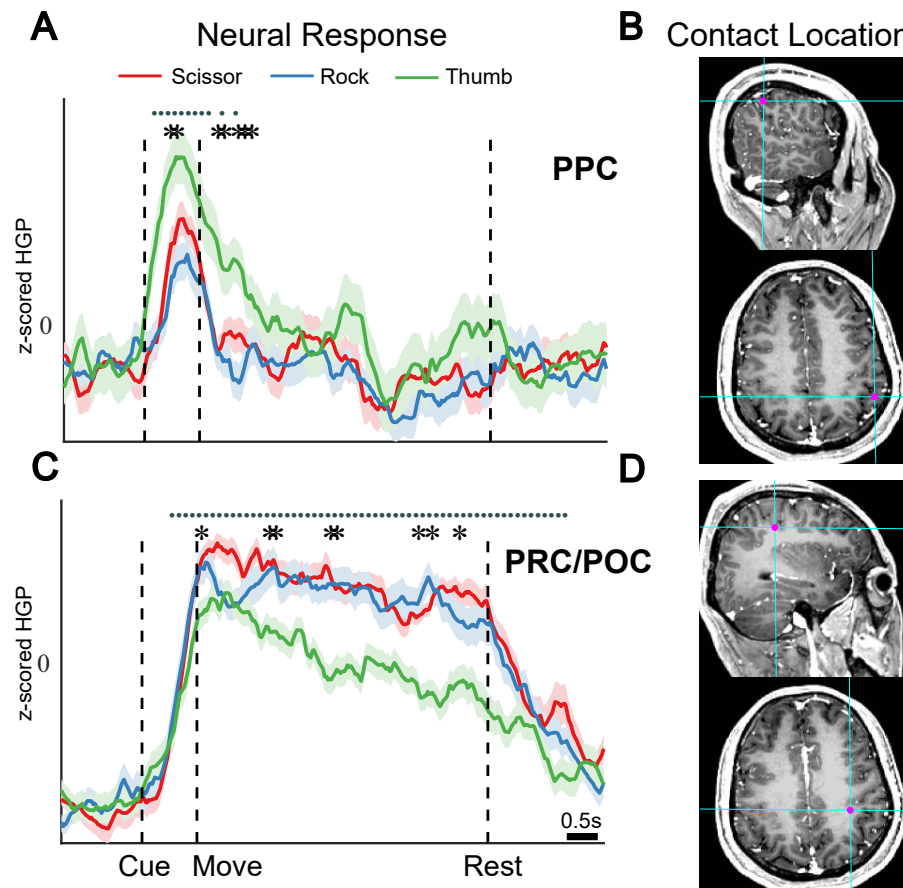 A
Neural Response
B
Contact Location
Scissor
Rock
Thumb
** ****
PPC
z-scored HGP
0
C
D
* ** ** ** *
PRC/POC
z-scored HGP
0
0.5s
Cue
Move
Rest